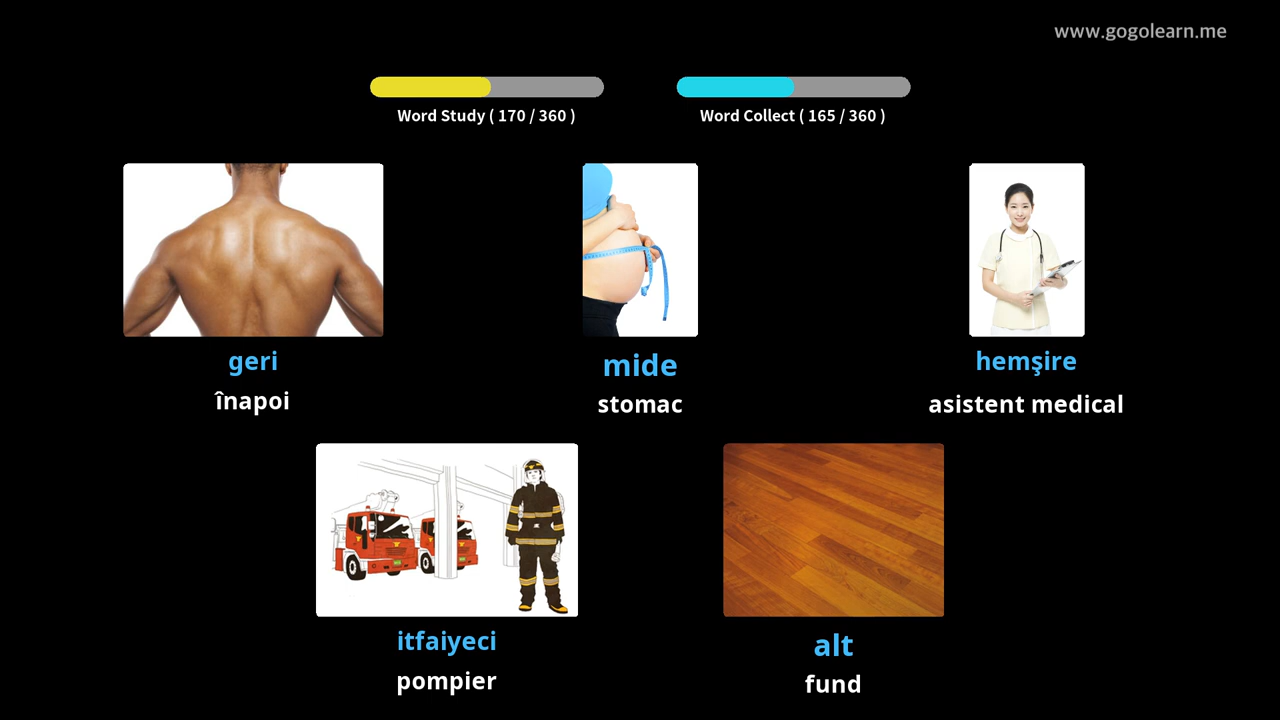 www.gogolearn.me
Word Study ( 170 / 360 )
Word Collect ( 165 / 360 )
geri
înapoi
mide
stomac
hemşire
asistent medical
itfaiyeci
pompier
alt
fund